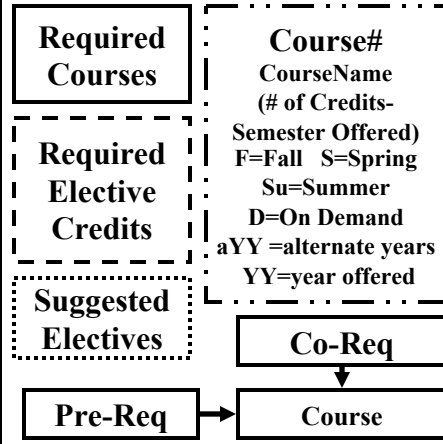 Required
Courses
Required
Elective
Credits
Suggested
Electives
Course#
CourseName
(# of Credits-
Semester Offered)
F=Fall S=Spring
Su=Summer
D=On Demand
aYY =alternate years
YY=year offered
Co-Req
Pre-Req
Course